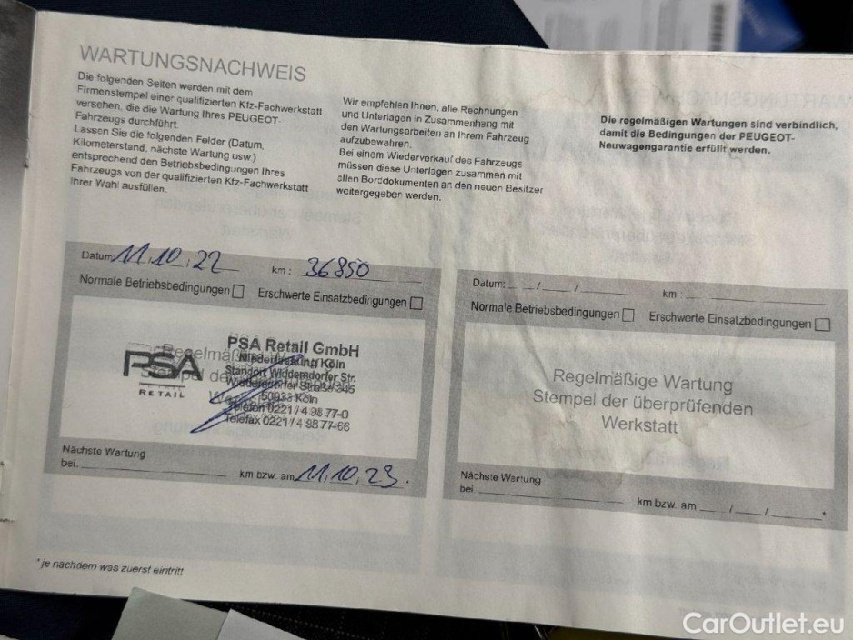 WARTUNGSNACHWEIS
Die folgenden Seiten werden mit dem
Firmenstempel einer qualifizierten Kfz-Fachwerkstatt
versehen, die die Wartung Ihres PEUGEOT-
Fahrzeugs durchführt.
Lassen Sie die folgenden Felder (Datum,
Kilometerstand, nächste Wartung usw.)
entsprechend den Betriebsbedingungen Ihres
Fahrzeugs von der qualifizierten Kfz-Fachwerkstatt
Ihrer Wahl ausfüllen.
Wir empfehlen Ihnen, alle Rechnungen
und Unterlagen in Zusammenhang mit
den Wartungsarbeiten an Ihrem Fahrzeug
aufzubewahren.
Bei einem Wiederverkauf des Fahrzeugs
müssen diese Unterlagen zusammen mit
allen Borddokumenten an den neuen Besitzer
weitergegeben werden.
Die regelmäßigen Wartungen sind verbindlich,
damit die Bedingungen der PEUGEOT-
Neuwagengarantie erfüllt werden.
Datum 11.10.22 km : 36850
Normale Betriebsbedingungen Erschwerte Einsatzbedingungen
PSA
RETAIL
PSA Retail GmbH
Niederlassung Köln
Standort Widdersdorfer Str.
Widdersdorfer Straße 345
50933 Köln
Telefon 0221/4 98 77-0
Telefax 0221/4 98 77-66
Nächste Wartung
bei. km bzw. am 11.10.23.
Datum: / / km :
Normale Betriebsbedingungen Erschwerte Einsatzbedingungen
Regelmäßige Wartung
Stempel der überprüfenden
Werkstatt
Nächste Wartung
bei km bzw. am / / *
*je nachdem was zuerst eintritt
CarOutlet.eu